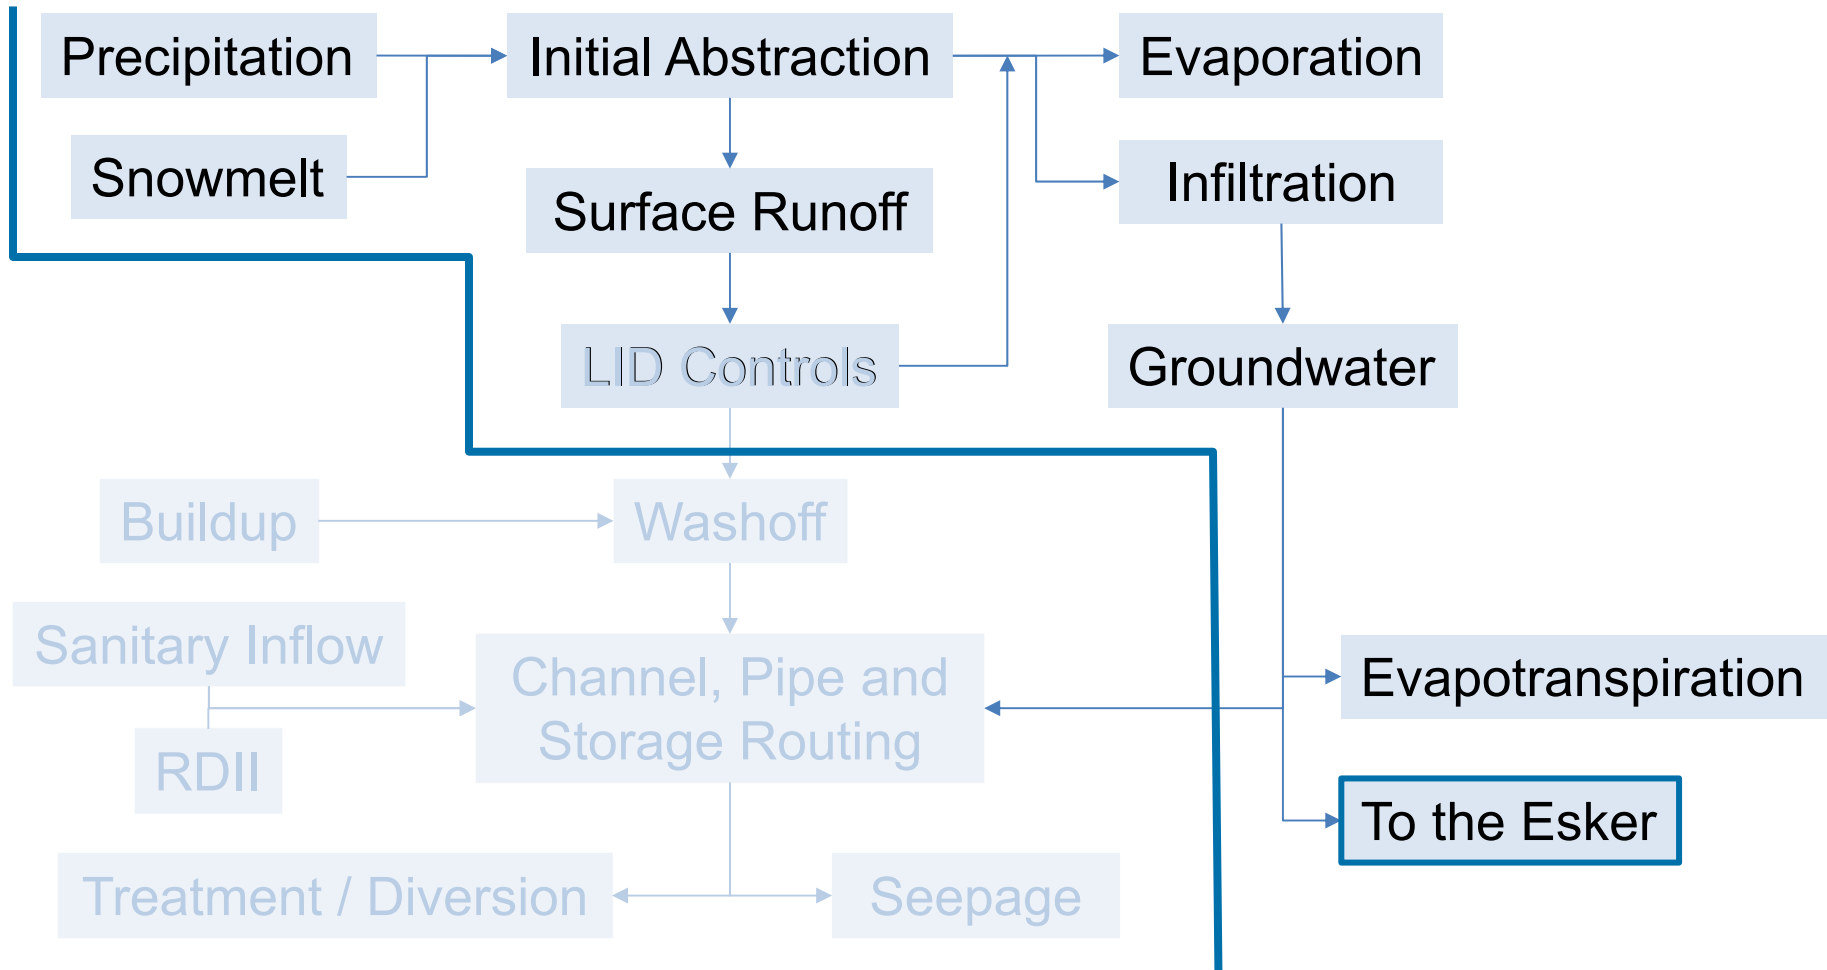 Precipitation
Initial Abstraction
Evaporation
Snowmelt
Surface Runoff
Infiltration
LID Controls
Groundwater
Buildup
Washoff
Sanitary Inflow
Channel, Pipe and
Storage Routing
Evapotranspiration
RDII
To the Esker
Treatment / Diversion
Seepage